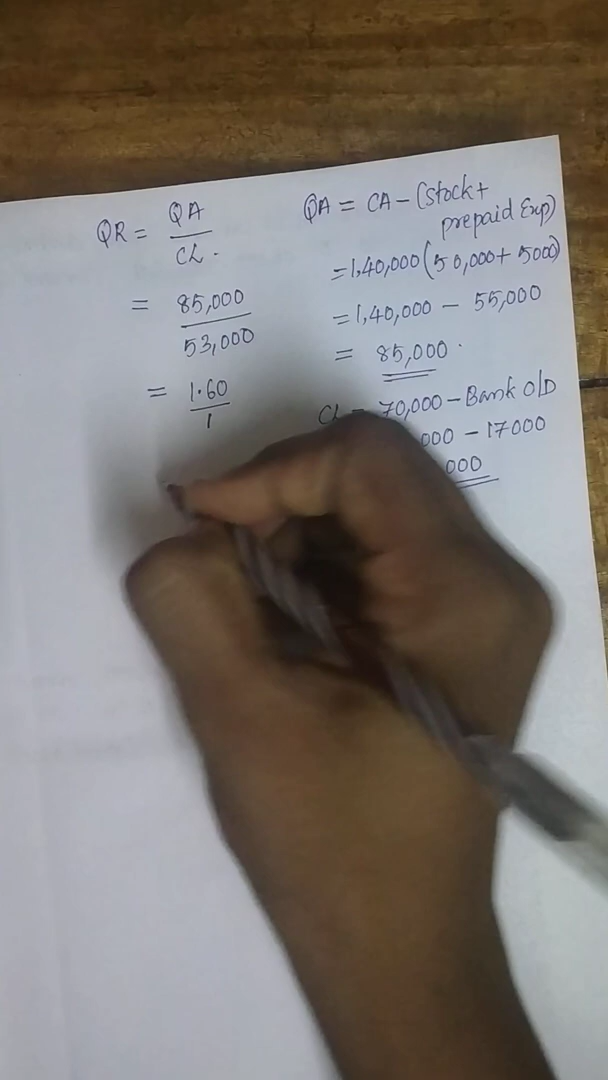 QR = QA
CL.
= 85,000
53,000
= 1.60
1
QA = CA - (Stock +
prepaid Exp)
= 1,40,000 (50,000 + 5000)
= 1,40,000 - 55,000
= 85,000.
CL = 70,000 - Bank O/D
000 - 17000
000